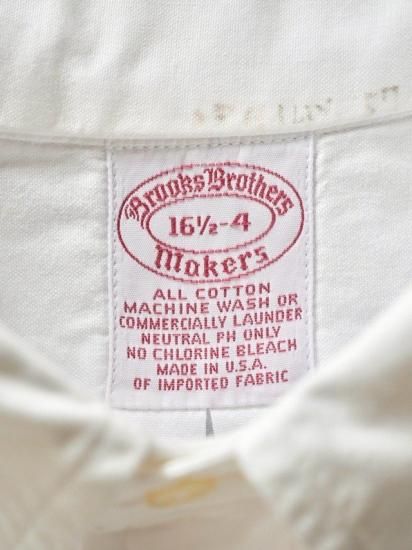 Brooks Brothers
16½-4
Makers
ALL COTTON
MACHINE WASH OR
COMMERCIALLY LAUNDER
NEUTRAL PH ONLY
NO CHLORINE BLEACH
MADE IN U.S.A.
OF IMPORTED FABRIC